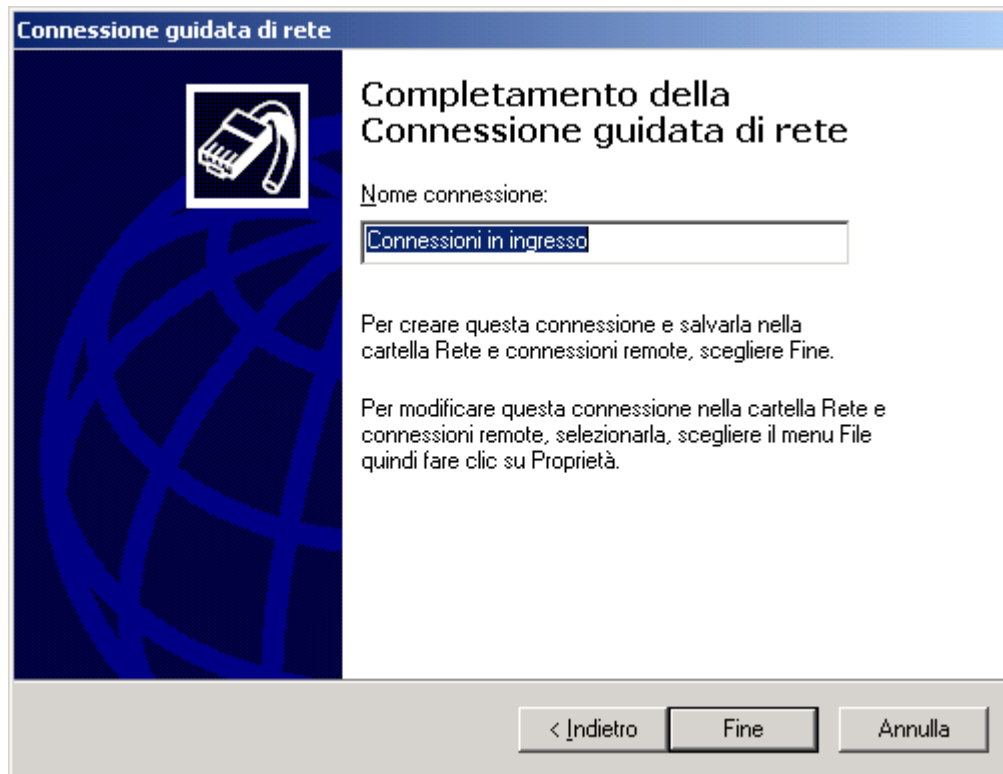 Connessione guidata di rete
Completamento della
Connessione guidata di rete
Nome connessione:
Connessioni in ingresso
Per creare questa connessione e salvarla nella
cartella Rete e connessioni remote, scegliere Fine.
Per modificare questa connessione nella cartella Rete e
connessioni remote, selezionarla, scegliere il menu File
quindi fare clic su Proprietà.
< Indietro
Fine
Annulla